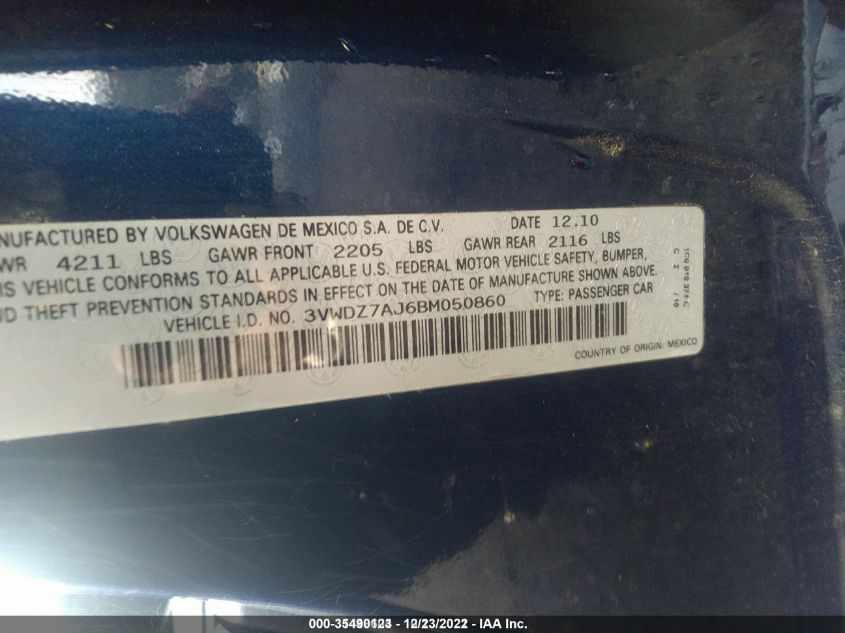 NUFACTURED BY VOLKSWAGEN DE MEXICO S.A. DE C.V. DATE 12.10
WR 4211 LBS GAWR FRONT 2205 LBS GAWR REAR 2116 LBS
IS VEHICLE CONFORMS TO ALL APPLICABLE U.S. FEDERAL MOTOR VEHICLE SAFETY, BUMPER,
ND THEFT PREVENTION STANDARDS IN EFFECT ON THE DATE OF MANUFACTURE SHOWN ABOVE.
VEHICLE I.D. NO. 3VWDZ7AJ6BM050860 TYPE: PASSENGER CAR
COUNTRY OF ORIGIN: MEXICO
000-35490123 - 12/23/2022 - IAA Inc.